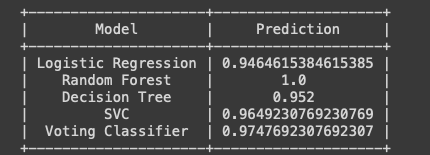 +---------------------+--------------------+
|        Model        |     Prediction     |
+---------------------+--------------------+
| Logistic Regression | 0.9464615384615385 |
|    Random Forest    |        1.0         |
|    Decision Tree    |       0.952        |
|         SVC         | 0.9649230769230769 |
|  Voting Classifier  | 0.9747692307692307 |
+---------------------+--------------------+